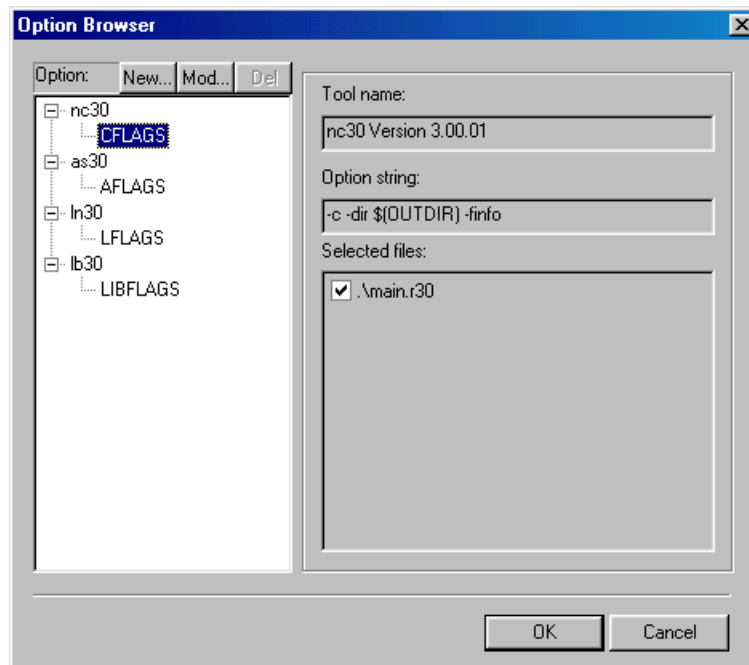 Option Browser
Option: New... Mod... Del
nc30
CFLAGS
as30
AFLAGS
ln30
LFLAGS
lb30
LIBFLAGS
Tool name:
nc30 Version 3.00.01
Option string:
-c -dir $(OUTDIR) -finfo
Selected files:
.\main.r30
OK Cancel